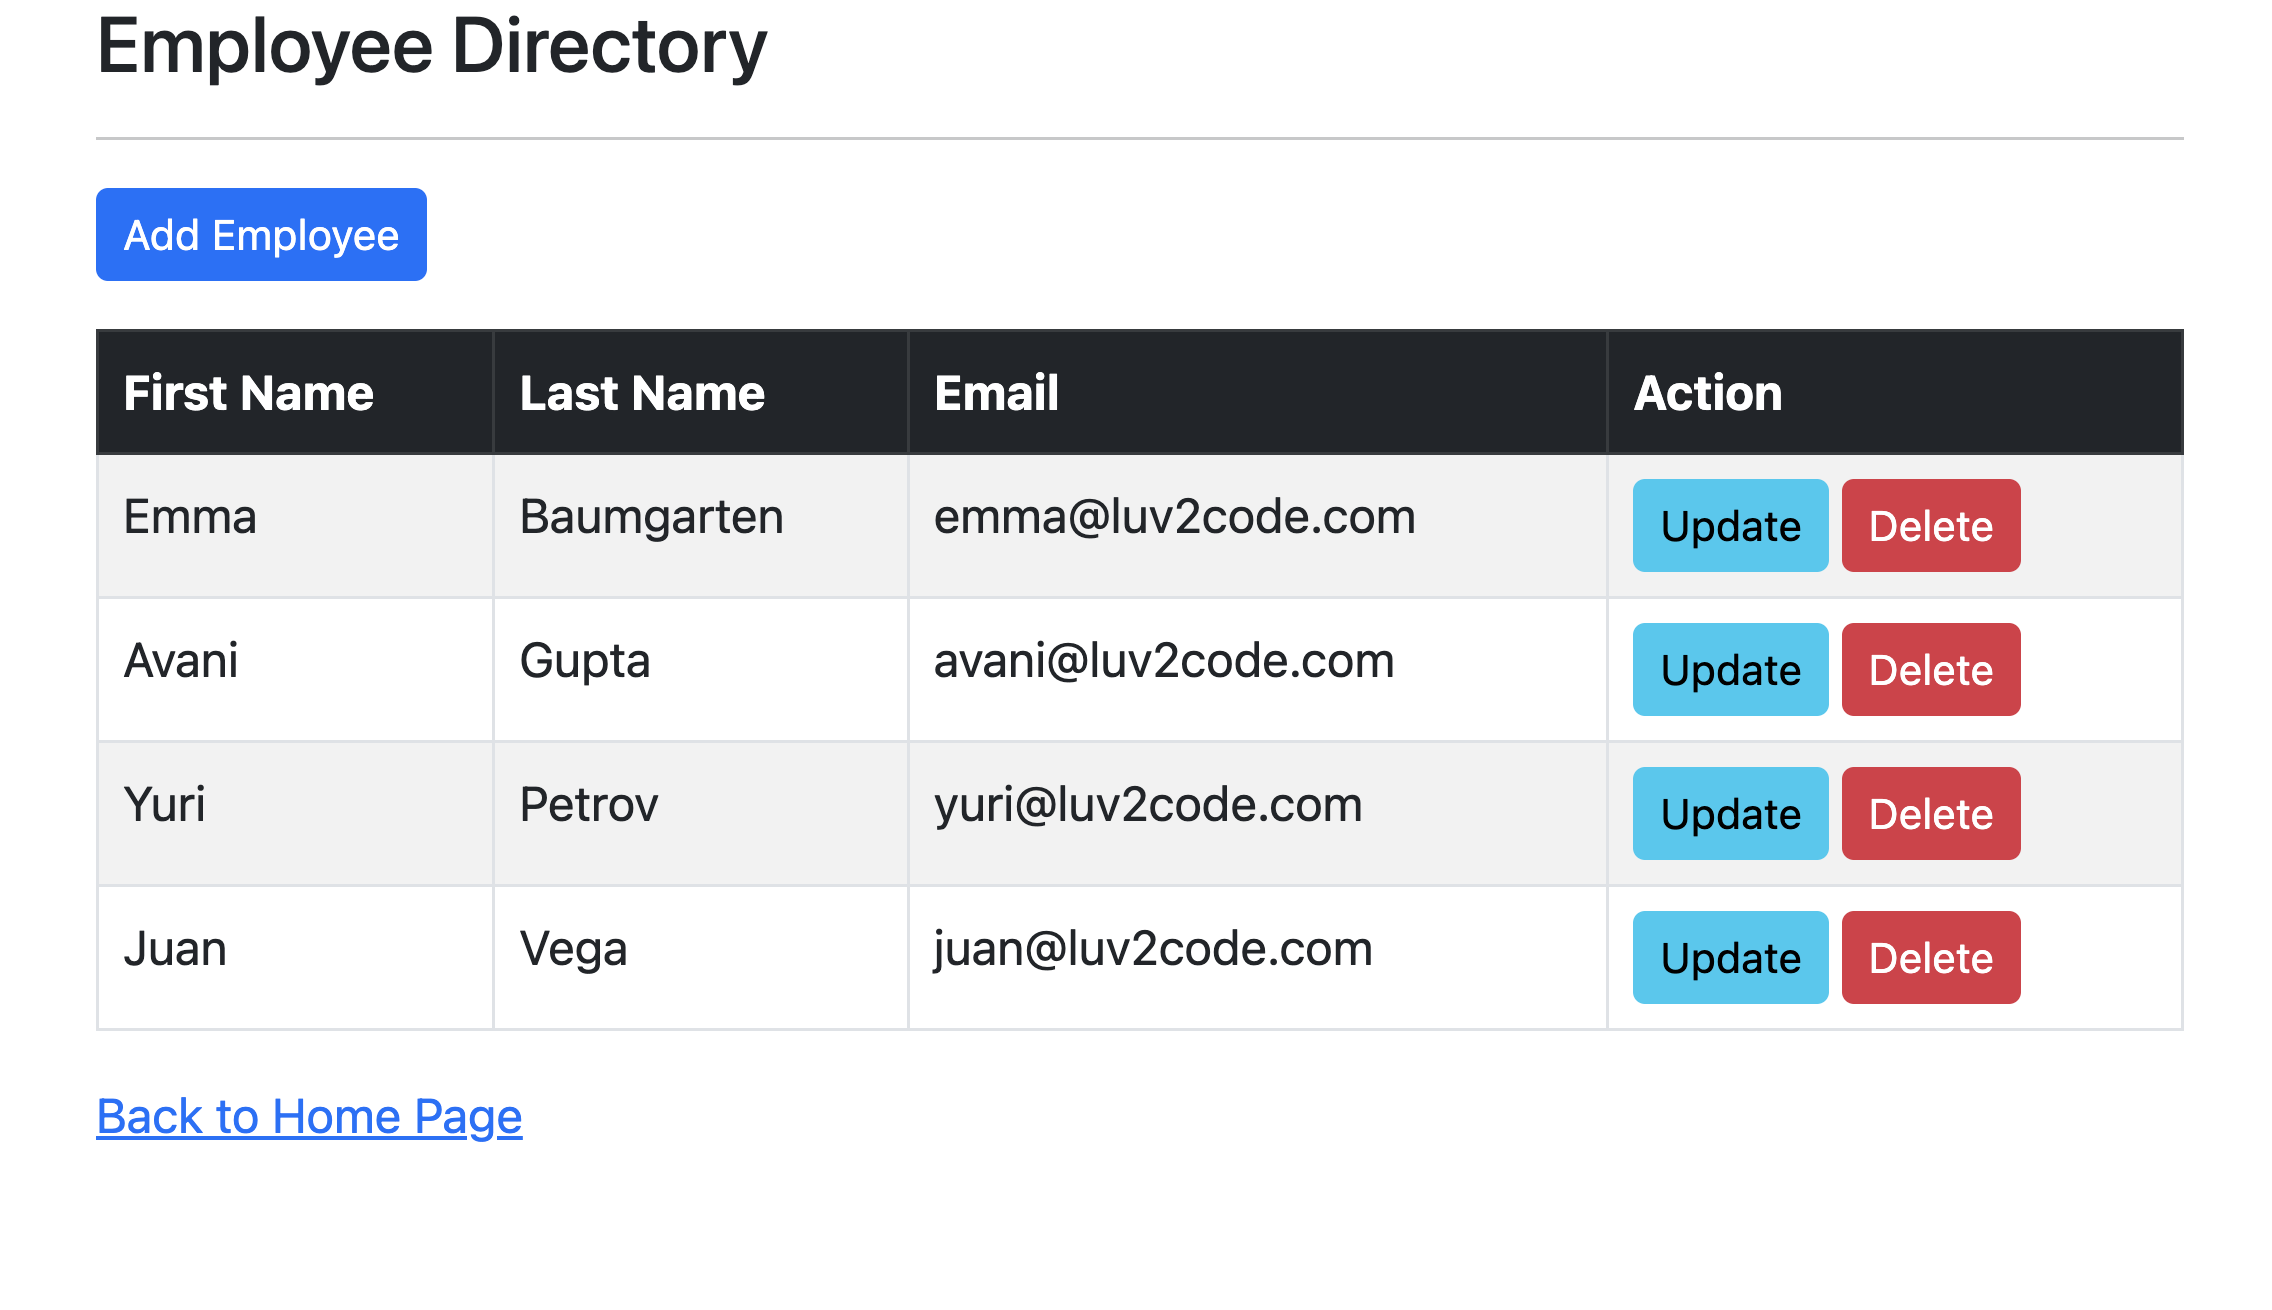 Employee Directory
Add Employee
First Name Last Name Email Action
Emma Baumgarten emma@luv2code.com Update Delete
Avani Gupta avani@luv2code.com Update Delete
Yuri Petrov yuri@luv2code.com Update Delete
Juan Vega juan@luv2code.com Update Delete
Back to Home Page